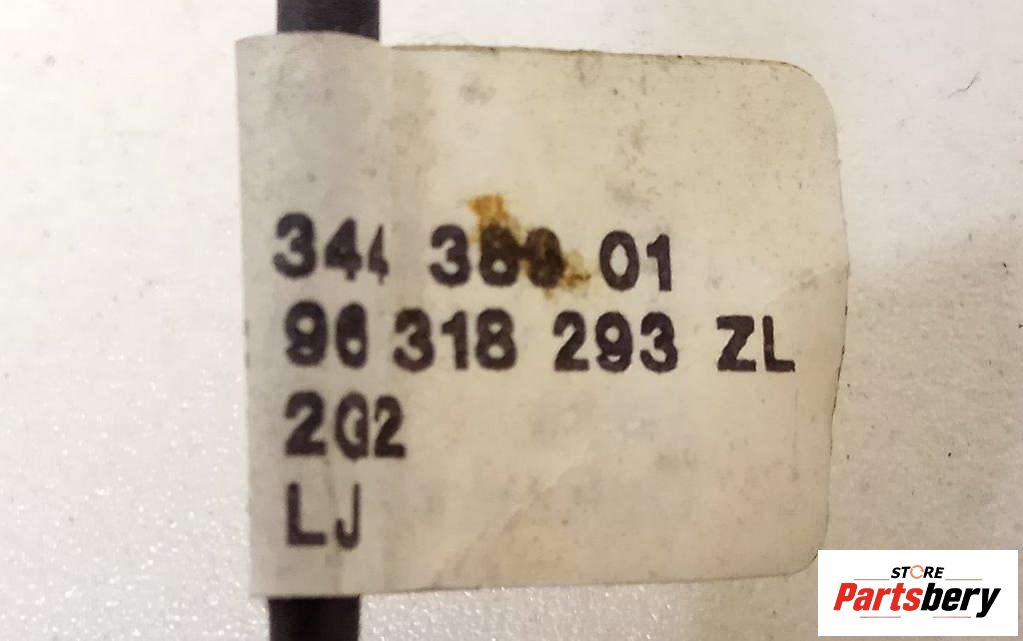 344 01
96 318 293 ZL
2G2
LJ
STORE
Partsbery